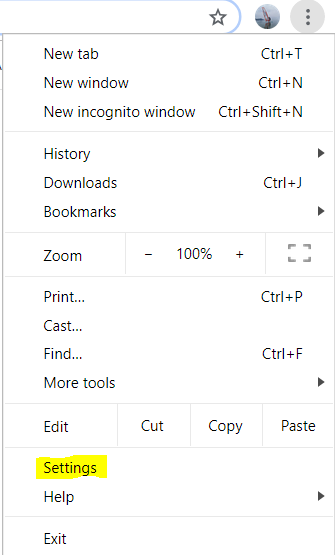 New tab Ctrl+T
New window Ctrl+N
New incognito window Ctrl+Shift+N
History
Downloads Ctrl+J
Bookmarks
Zoom − 100% +
Print... Ctrl+P
Cast...
Find... Ctrl+F
More tools
Edit Cut Copy Paste
Settings
Help
Exit